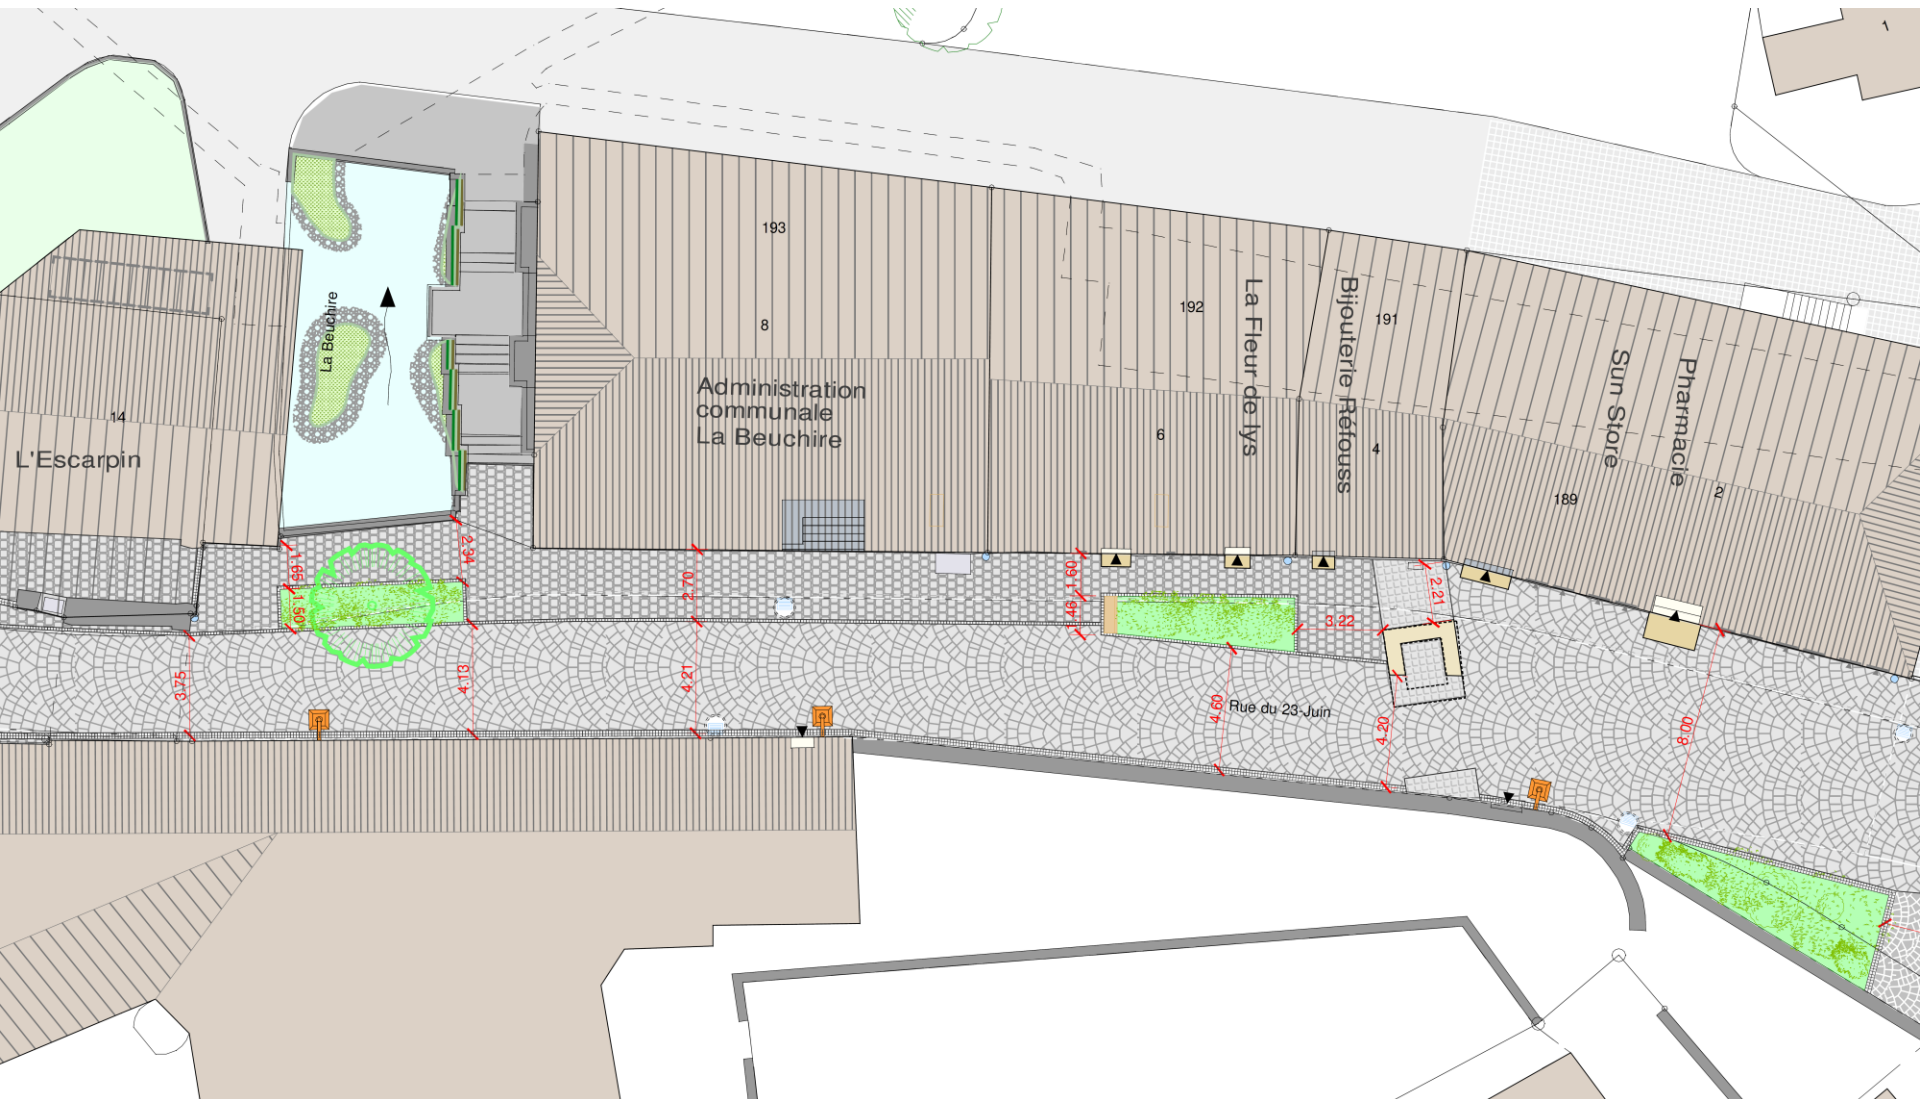 1
193
La Beuchire
8
192
191
La Fleur de lys
Bijouterie Réfouss
Sun Store
Pharmacie
14
Administration
communale
La Beuchire
6
4
L'Escarpin
189
2
1.65
2.34
1.50
2.70
1.60
1.46
2.21
3.22
3.75
4.13
4.21
4.60
Rue du 23-Juin
4.20
8.00